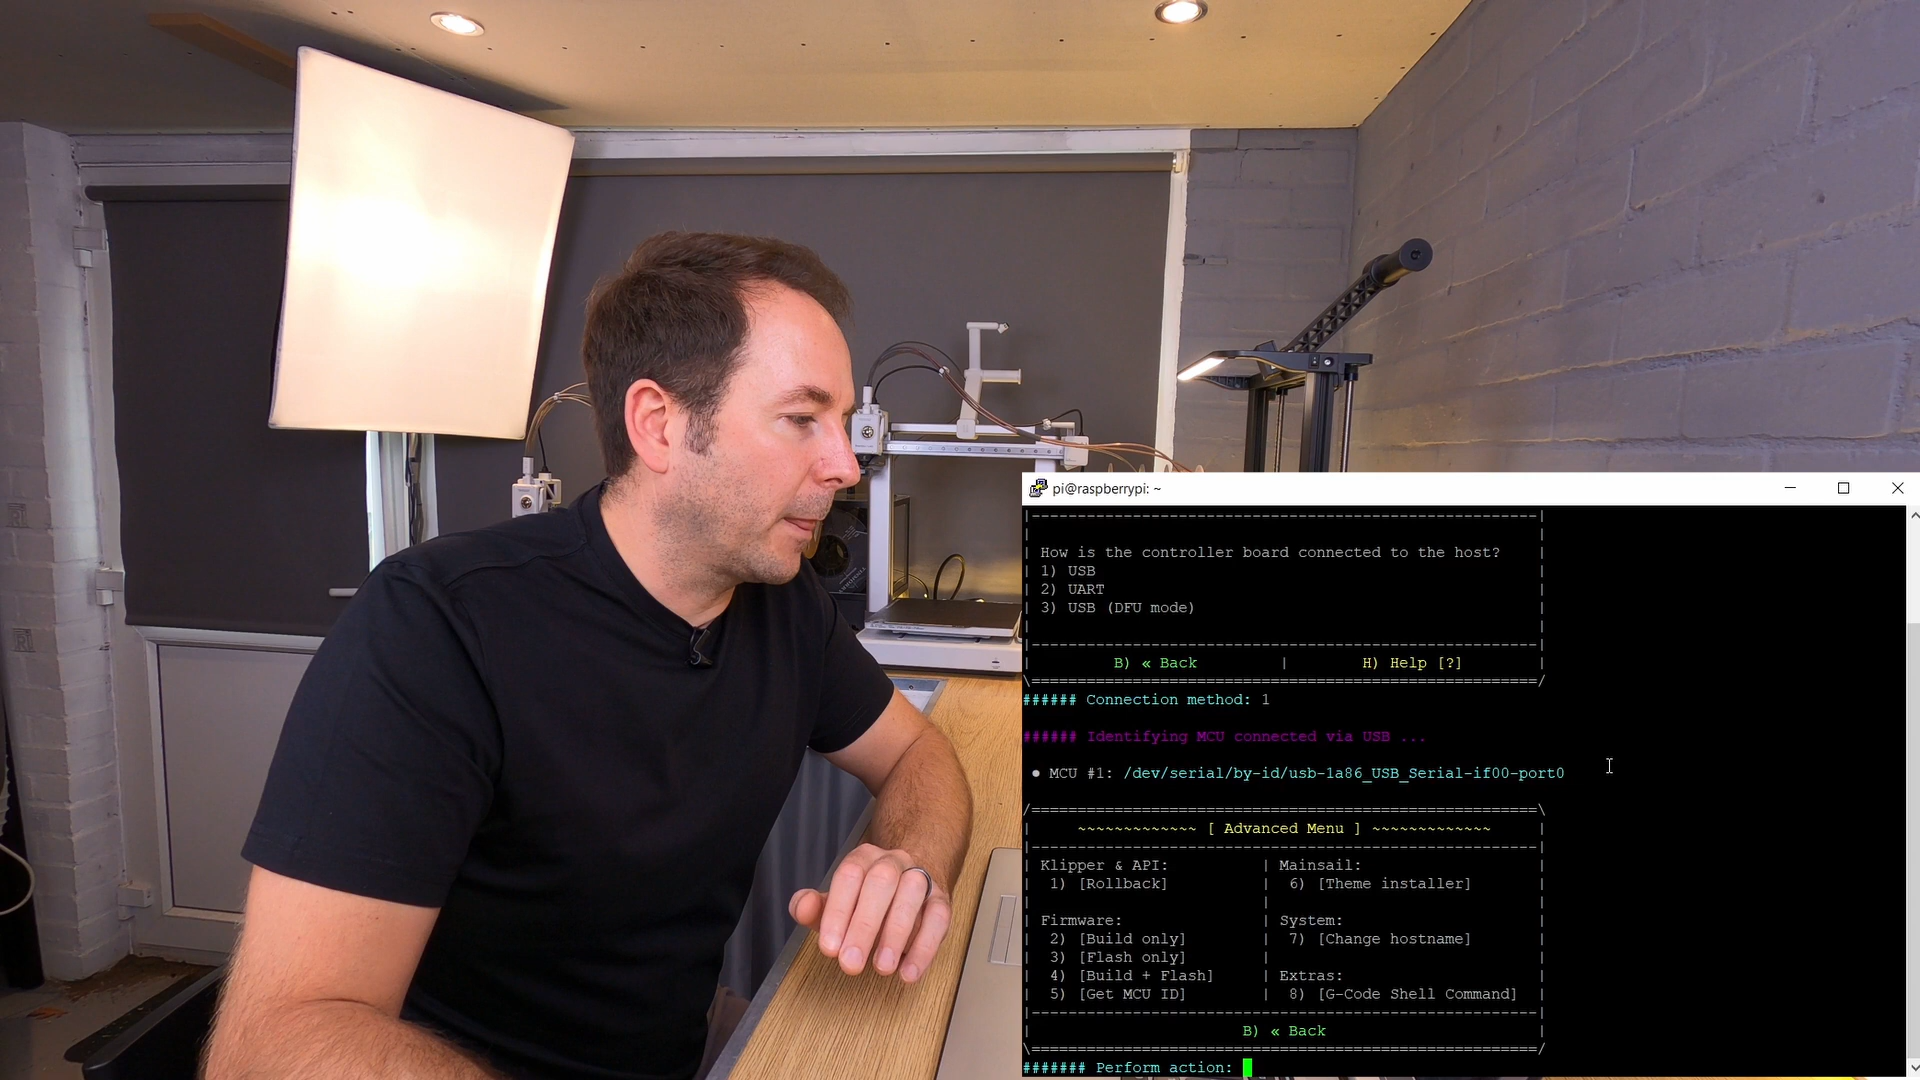 pi@raspberrypi: ~
How is the controller board connected to the host?
1) USB
2) UART
3) USB (DFU mode)
B) « Back | H) Help [?]
###### Connection method: 1
###### Identifying MCU connected via USB ...
● MCU #1: /dev/serial/by-id/usb-1a86_USB_Serial-if00-port0
~~~~~~~~~~~~~ [ Advanced Menu ] ~~~~~~~~~~~~~
Klipper & API: | Mainsail:
1) [Rollback] | 6) [Theme installer]
Firmware: | System:
2) [Build only] | 7) [Change hostname]
3) [Flash only] |
4) [Build + Flash] | Extras:
5) [Get MCU ID] | 8) [G-Code Shell Command]
B) « Back
####### Perform action: